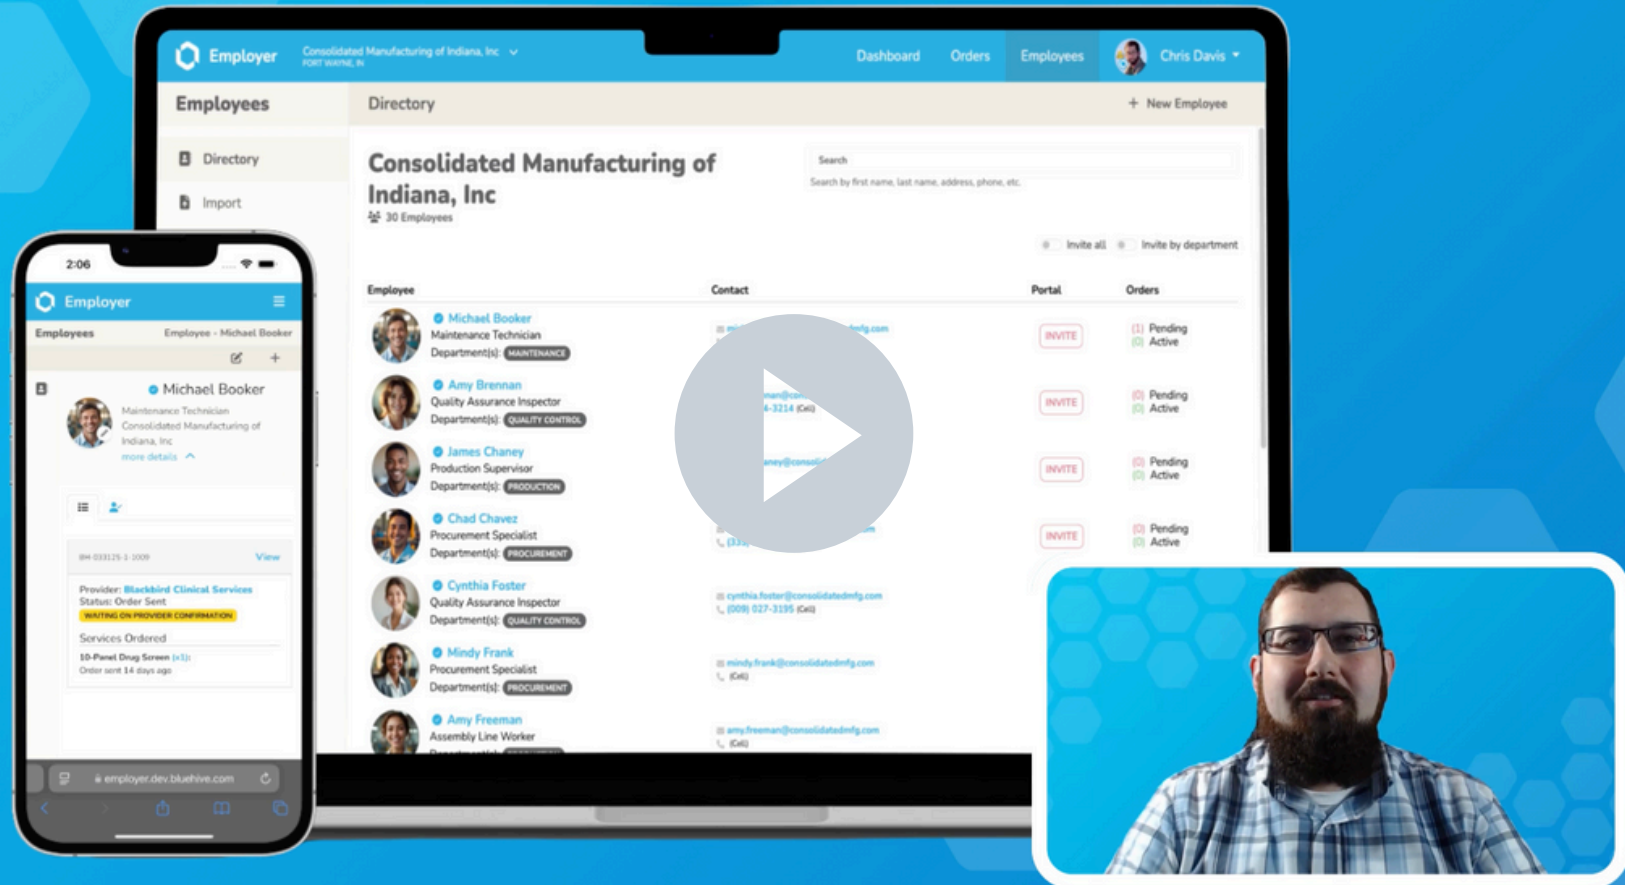 Employer
Consolidated Manufacturing of Indiana, Inc
FORT WAYNE, IN
Dashboard
Orders
Employees
Chris Davis
Employees
Directory
+ New Employee
Directory
Import
Consolidated Manufacturing of
Indiana, Inc
30 Employees
Search
Search by first name, last name, address, phone, etc.
Invite all
Invite by department
Employee
Contact
Portal
Orders
Michael Booker
Maintenance Technician
Department(s): MAINTENANCE
INVITE
(1) Pending
(0) Active
Amy Brennan
Quality Assurance Inspector
Department(s): QUALITY CONTROL
4-3214 (Cell)
INVITE
(0) Pending
(0) Active
James Chaney
Production Supervisor
Department(s): PRODUCTION
INVITE
(0) Pending
(0) Active
Chad Chavez
Procurement Specialist
Department(s): PROCUREMENT
INVITE
(0) Pending
(0) Active
Cynthia Foster
Quality Assurance Inspector
Department(s): QUALITY CONTROL
cynthia.foster@consolidatedmfg.com
(009) 027-3195 (Cell)
Mindy Frank
Procurement Specialist
Department(s): PROCUREMENT
mindy.frank@consolidatedmfg.com
(Cell)
Amy Freeman
Assembly Line Worker
Department(s):
amy.freeman@consolidatedmfg.com
(Cell)
2:06
Employer
Employees
Employee - Michael Booker
Michael Booker
Maintenance Technician
Consolidated Manufacturing of
Indiana, Inc
more details
BH-033125-1-1009
View
Provider: Blackbird Clinical Services
Status: Order Sent
WAITING ON PROVIDER CONFIRMATION
Services Ordered
10-Panel Drug Screen (x1):
Order sent 14 days ago
employer.dev.bluehive.com